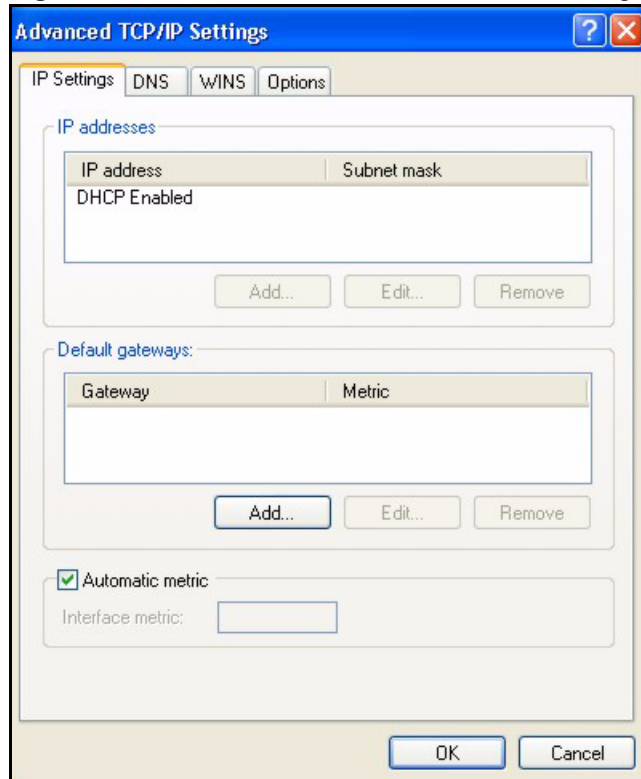 Advanced TCP/IP Settings
IP Settings DNS WINS Options
IP addresses
IP address Subnet mask
DHCP Enabled
Add... Edit... Remove
Default gateways:
Gateway Metric
Add... Edit... Remove
Automatic metric
Interface metric:
OK Cancel